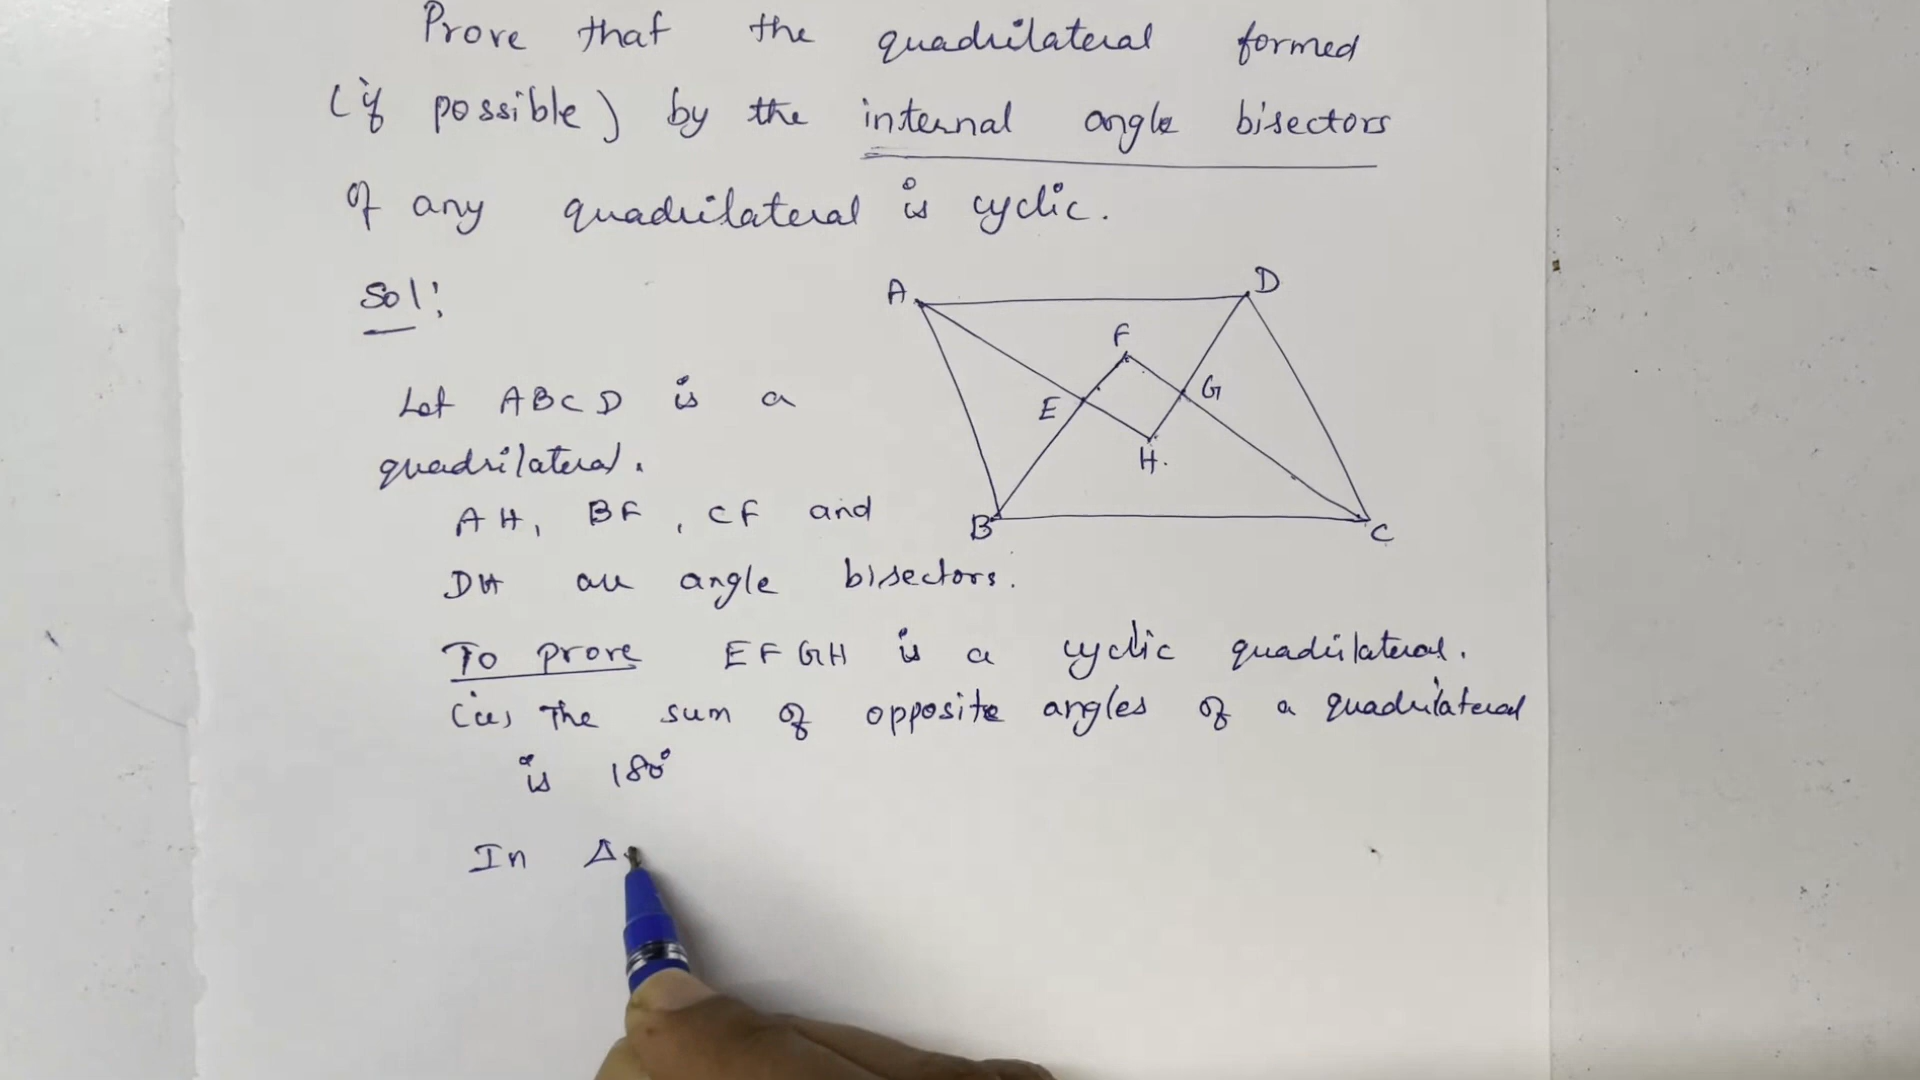 Prove that the quadrilateral formed
(if possible) by the internal angle bisectors
of any quadrilateral is cyclic.
Sol:
A
D
F
G
E
H.
B
C
Let ABCD is a
quadrilateral.
AH, BF, CF and
DH are angle bisectors.
To prove EFGH is a cyclic quadrilateral.
(ie) The sum of opposite angles of a quadrilateral
is 180°
In Δ